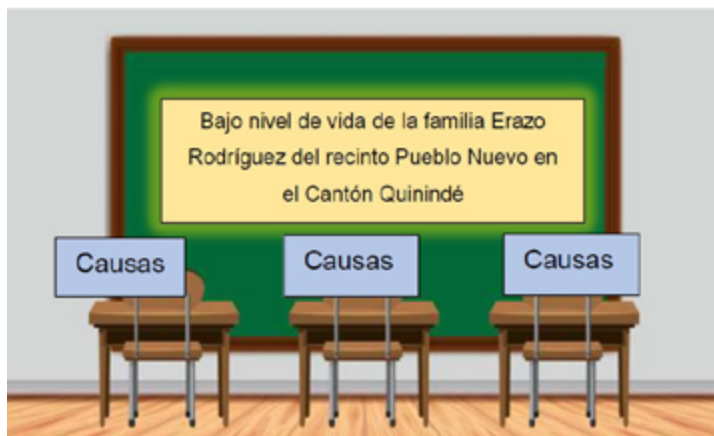 Bajo nivel de vida de la familia Erazo
Rodríguez del recinto Pueblo Nuevo en
el Cantón Quinindé
Causas
Causas
Causas